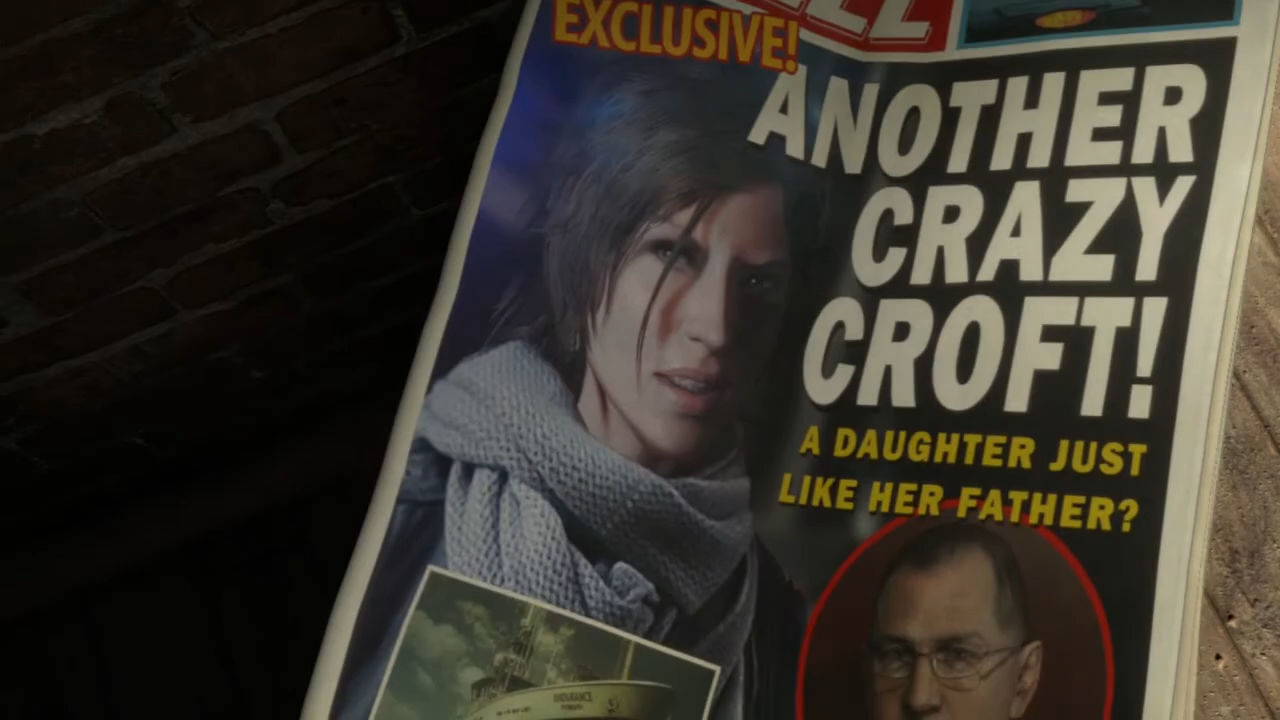 EXCLUSIVE!
ANOTHER
CRAZY
CROFT!
A DAUGHTER JUST
LIKE HER FATHER?
ENDURANCE